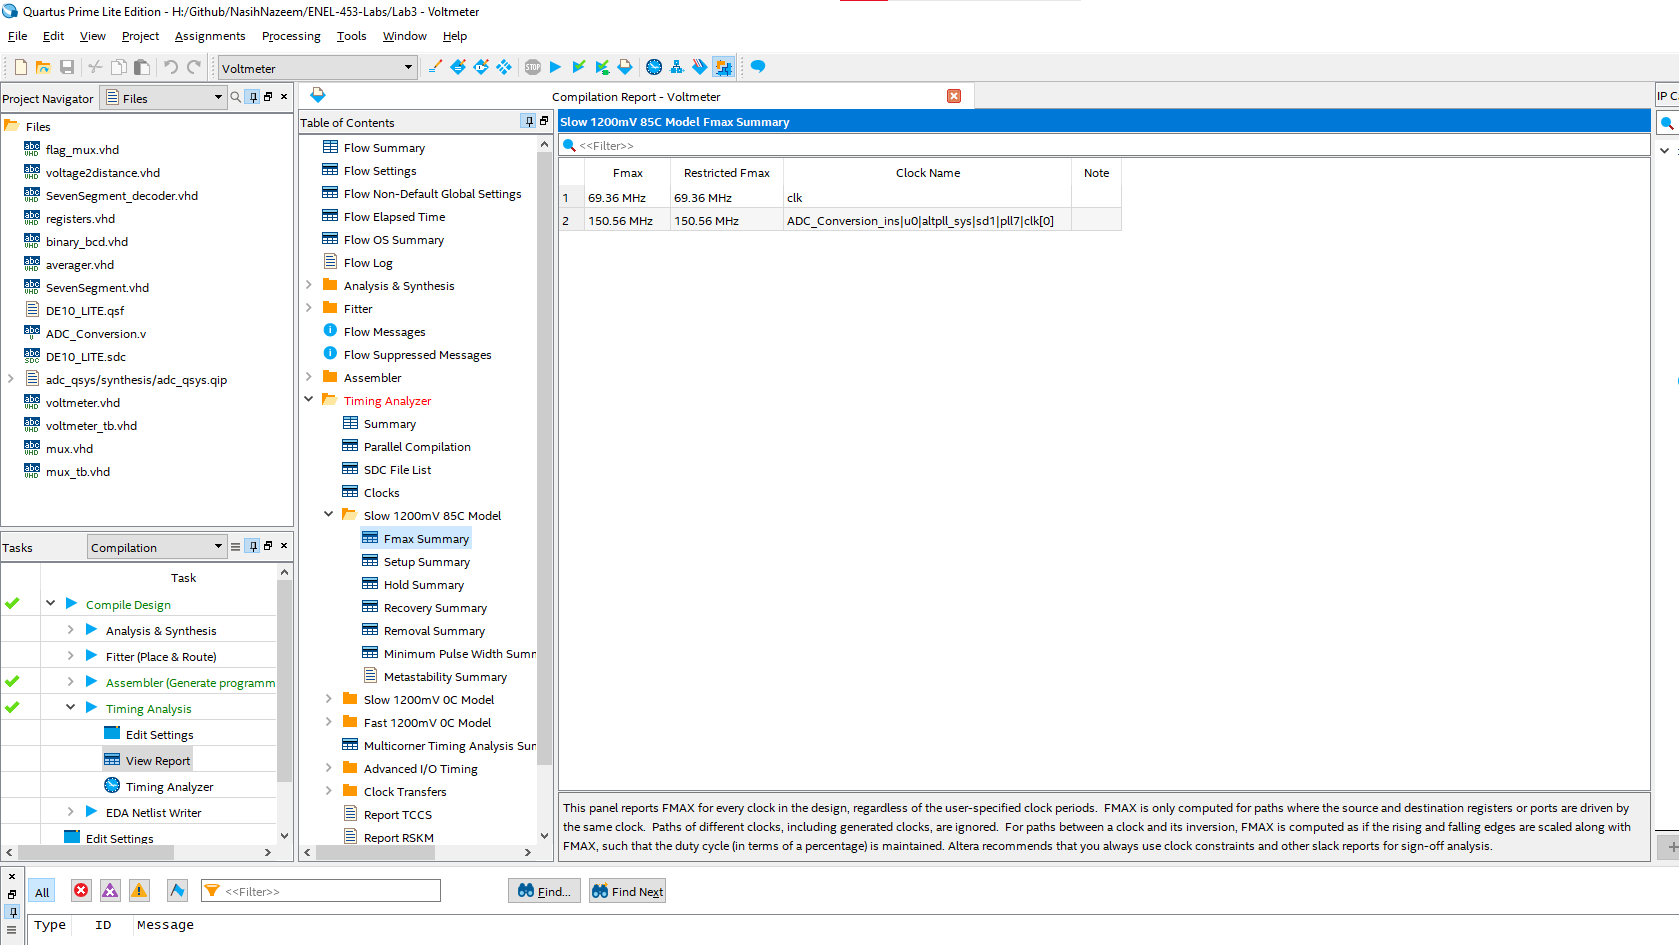 Quartus Prime Lite Edition - H:/Github/NasihNazeem/ENEL-453-Labs/Lab3 - Voltmeter
File Edit View Project Assignments Processing Tools Window Help
Voltmeter
Project Navigator
Files
Files
flag_mux.vhd
voltage2distance.vhd
SevenSegment_decoder.vhd
registers.vhd
binary_bcd.vhd
averager.vhd
SevenSegment.vhd
DE10_LITE.qsf
ADC_Conversion.v
DE10_LITE.sdc
adc_qsys/synthesis/adc_qsys.qip
voltmeter.vhd
voltmeter_tb.vhd
mux.vhd
mux_tb.vhd
Tasks
Compilation
Task
Compile Design
Analysis & Synthesis
Fitter (Place & Route)
Assembler (Generate programm
Timing Analysis
Edit Settings
View Report
Timing Analyzer
EDA Netlist Writer
Edit Settings
Compilation Report - Voltmeter
Table of Contents
Flow Summary
Flow Settings
Flow Non-Default Global Settings
Flow Elapsed Time
Flow OS Summary
Flow Log
Analysis & Synthesis
Fitter
Flow Messages
Flow Suppressed Messages
Assembler
Timing Analyzer
Summary
Parallel Compilation
SDC File List
Clocks
Slow 1200mV 85C Model
Fmax Summary
Setup Summary
Hold Summary
Recovery Summary
Removal Summary
Minimum Pulse Width Summ
Metastability Summary
Slow 1200mV 0C Model
Fast 1200mV 0C Model
Multicorner Timing Analysis Sum
Advanced I/O Timing
Clock Transfers
Report TCCS
Report RSKM
Slow 1200mV 85C Model Fmax Summary
<<Filter>>
Fmax Restricted Fmax Clock Name Note
1 69.36 MHz 69.36 MHz clk
2 150.56 MHz 150.56 MHz ADC_Conversion_ins|u0|altpll_sys|sd1|pll7|clk[0]
This panel reports FMAX for every clock in the design, regardless of the user-specified clock periods.  FMAX is only computed for paths where the source and destination registers or ports are driven by
the same clock.  Paths of different clocks, including generated clocks, are ignored.  For paths between a clock and its inversion, FMAX is computed as if the rising and falling edges are scaled along with
FMAX, such that the duty cycle (in terms of a percentage) is maintained. Altera recommends that you always use clock constraints and other slack reports for sign-off analysis.
IP C
All
<<Filter>>
Find...
Find Next
Type ID Message